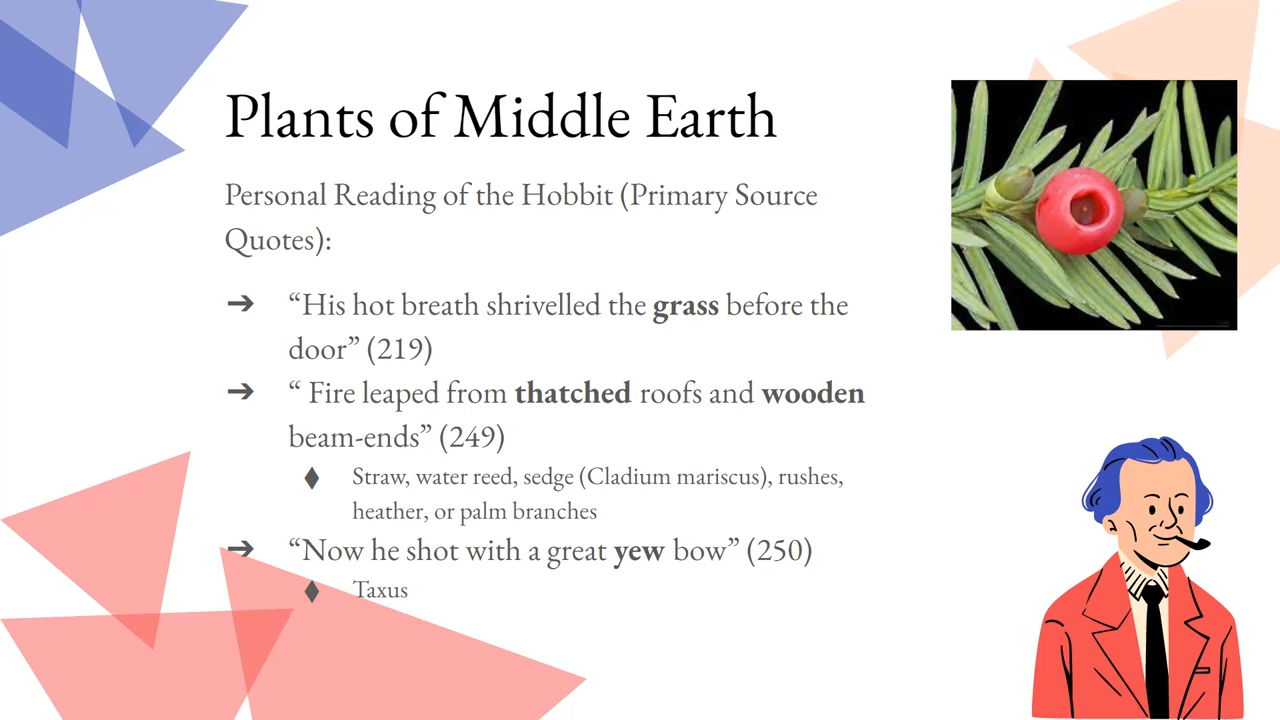 Plants of Middle Earth
Personal Reading of the Hobbit (Primary Source
Quotes):
➔ “His hot breath shrivelled the grass before the
door” (219)
➔ “ Fire leaped from thatched roofs and wooden
beam-ends” (249)
♦ Straw, water reed, sedge (Cladium mariscus), rushes,
heather, or palm branches
➔ “Now he shot with a great yew bow” (250)
♦ Taxus